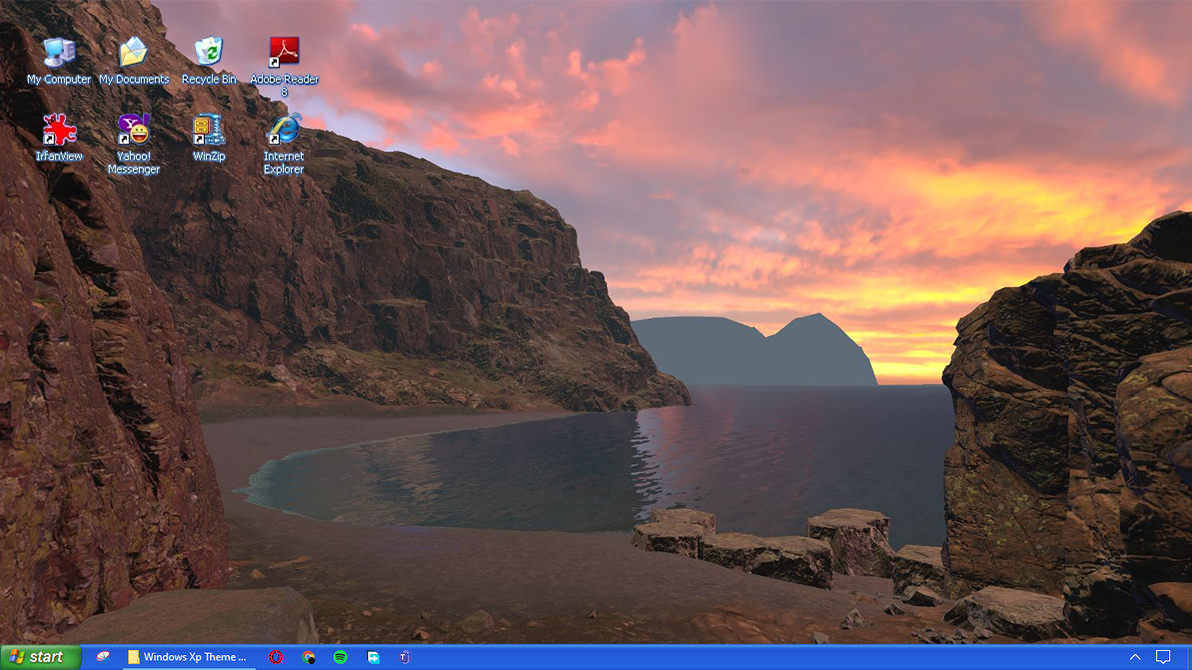 My Computer
My Documents
Recycle Bin
Adobe Reader
8
IrfanView
Yahoo!
Messenger
WinZip
Internet
Explorer
start
Windows Xp Theme ...